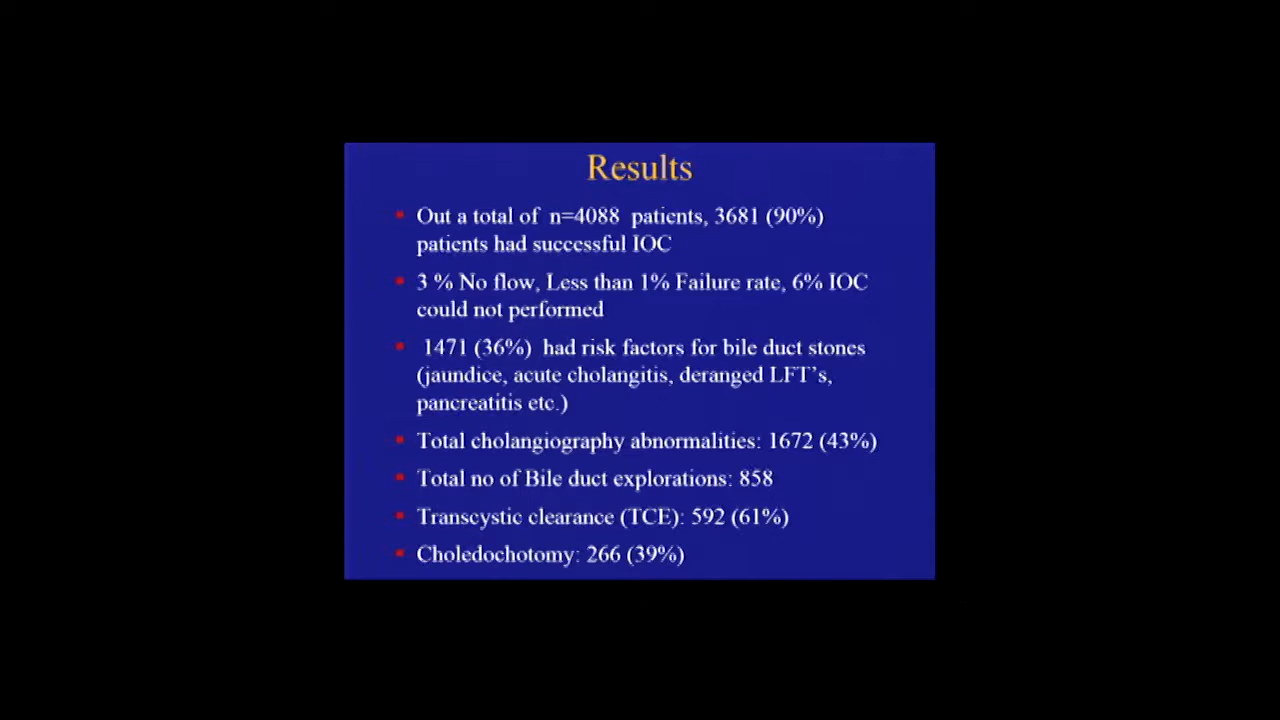 Results
Out a total of n=4088 patients, 3681 (90%)
patients had successful IOC
3 % No flow, Less than 1% Failure rate, 6% IOC
could not performed
1471 (36%) had risk factors for bile duct stones
(jaundice, acute cholangitis, deranged LFT's,
pancreatitis etc.)
Total cholangiography abnormalities: 1672 (43%)
Total no of Bile duct explorations: 858
Transcystic clearance (TCE): 592 (61%)
Choledochotomy: 266 (39%)